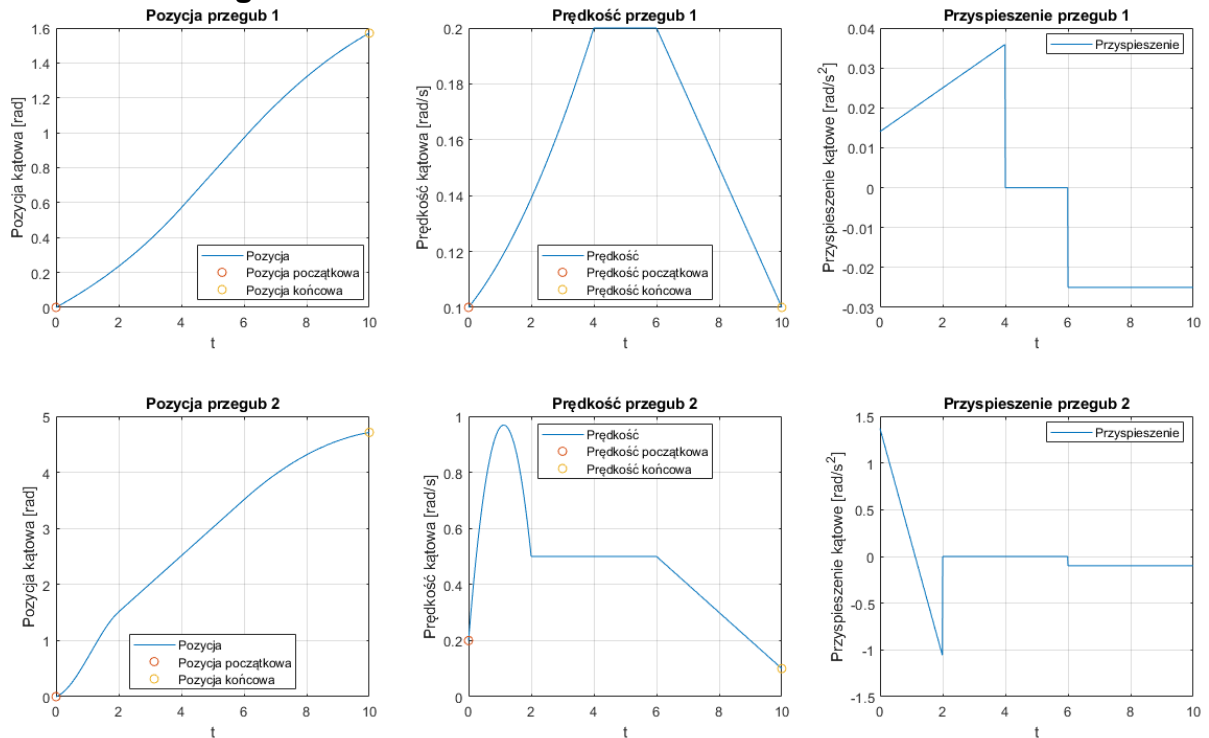 Pozycja przegub 1
1.6
1.4
1.2
1
0.8
0.6
0.4
0.2
0
0 2 4 6 8 10
Pozycja kątowa [rad]
t
Pozycja
Pozycja początkowa
Pozycja końcowa
Prędkość przegub 1
0.2
0.18
0.16
0.14
0.12
0.1
0 2 4 6 8 10
Prędkość kątowa [rad/s]
t
Prędkość
Prędkość początkowa
Prędkość końcowa
Przyspieszenie przegub 1
0.04
0.03
0.02
0.01
0
-0.01
-0.02
-0.03
0 2 4 6 8 10
Przyspieszenie kątowe [rad/s²]
t
Przyspieszenie
Pozycja przegub 2
5
4
3
2
1
0
0 2 4 6 8 10
Pozycja kątowa [rad]
t
Pozycja
Pozycja początkowa
Pozycja końcowa
Prędkość przegub 2
1
0.8
0.6
0.4
0.2
0
0 2 4 6 8 10
Prędkość kątowa [rad/s]
t
Prędkość
Prędkość początkowa
Prędkość końcowa
Przyspieszenie przegub 2
1.5
1
0.5
0
-0.5
-1
-1.5
0 2 4 6 8 10
Przyspieszenie kątowe [rad/s²]
t
Przyspieszenie